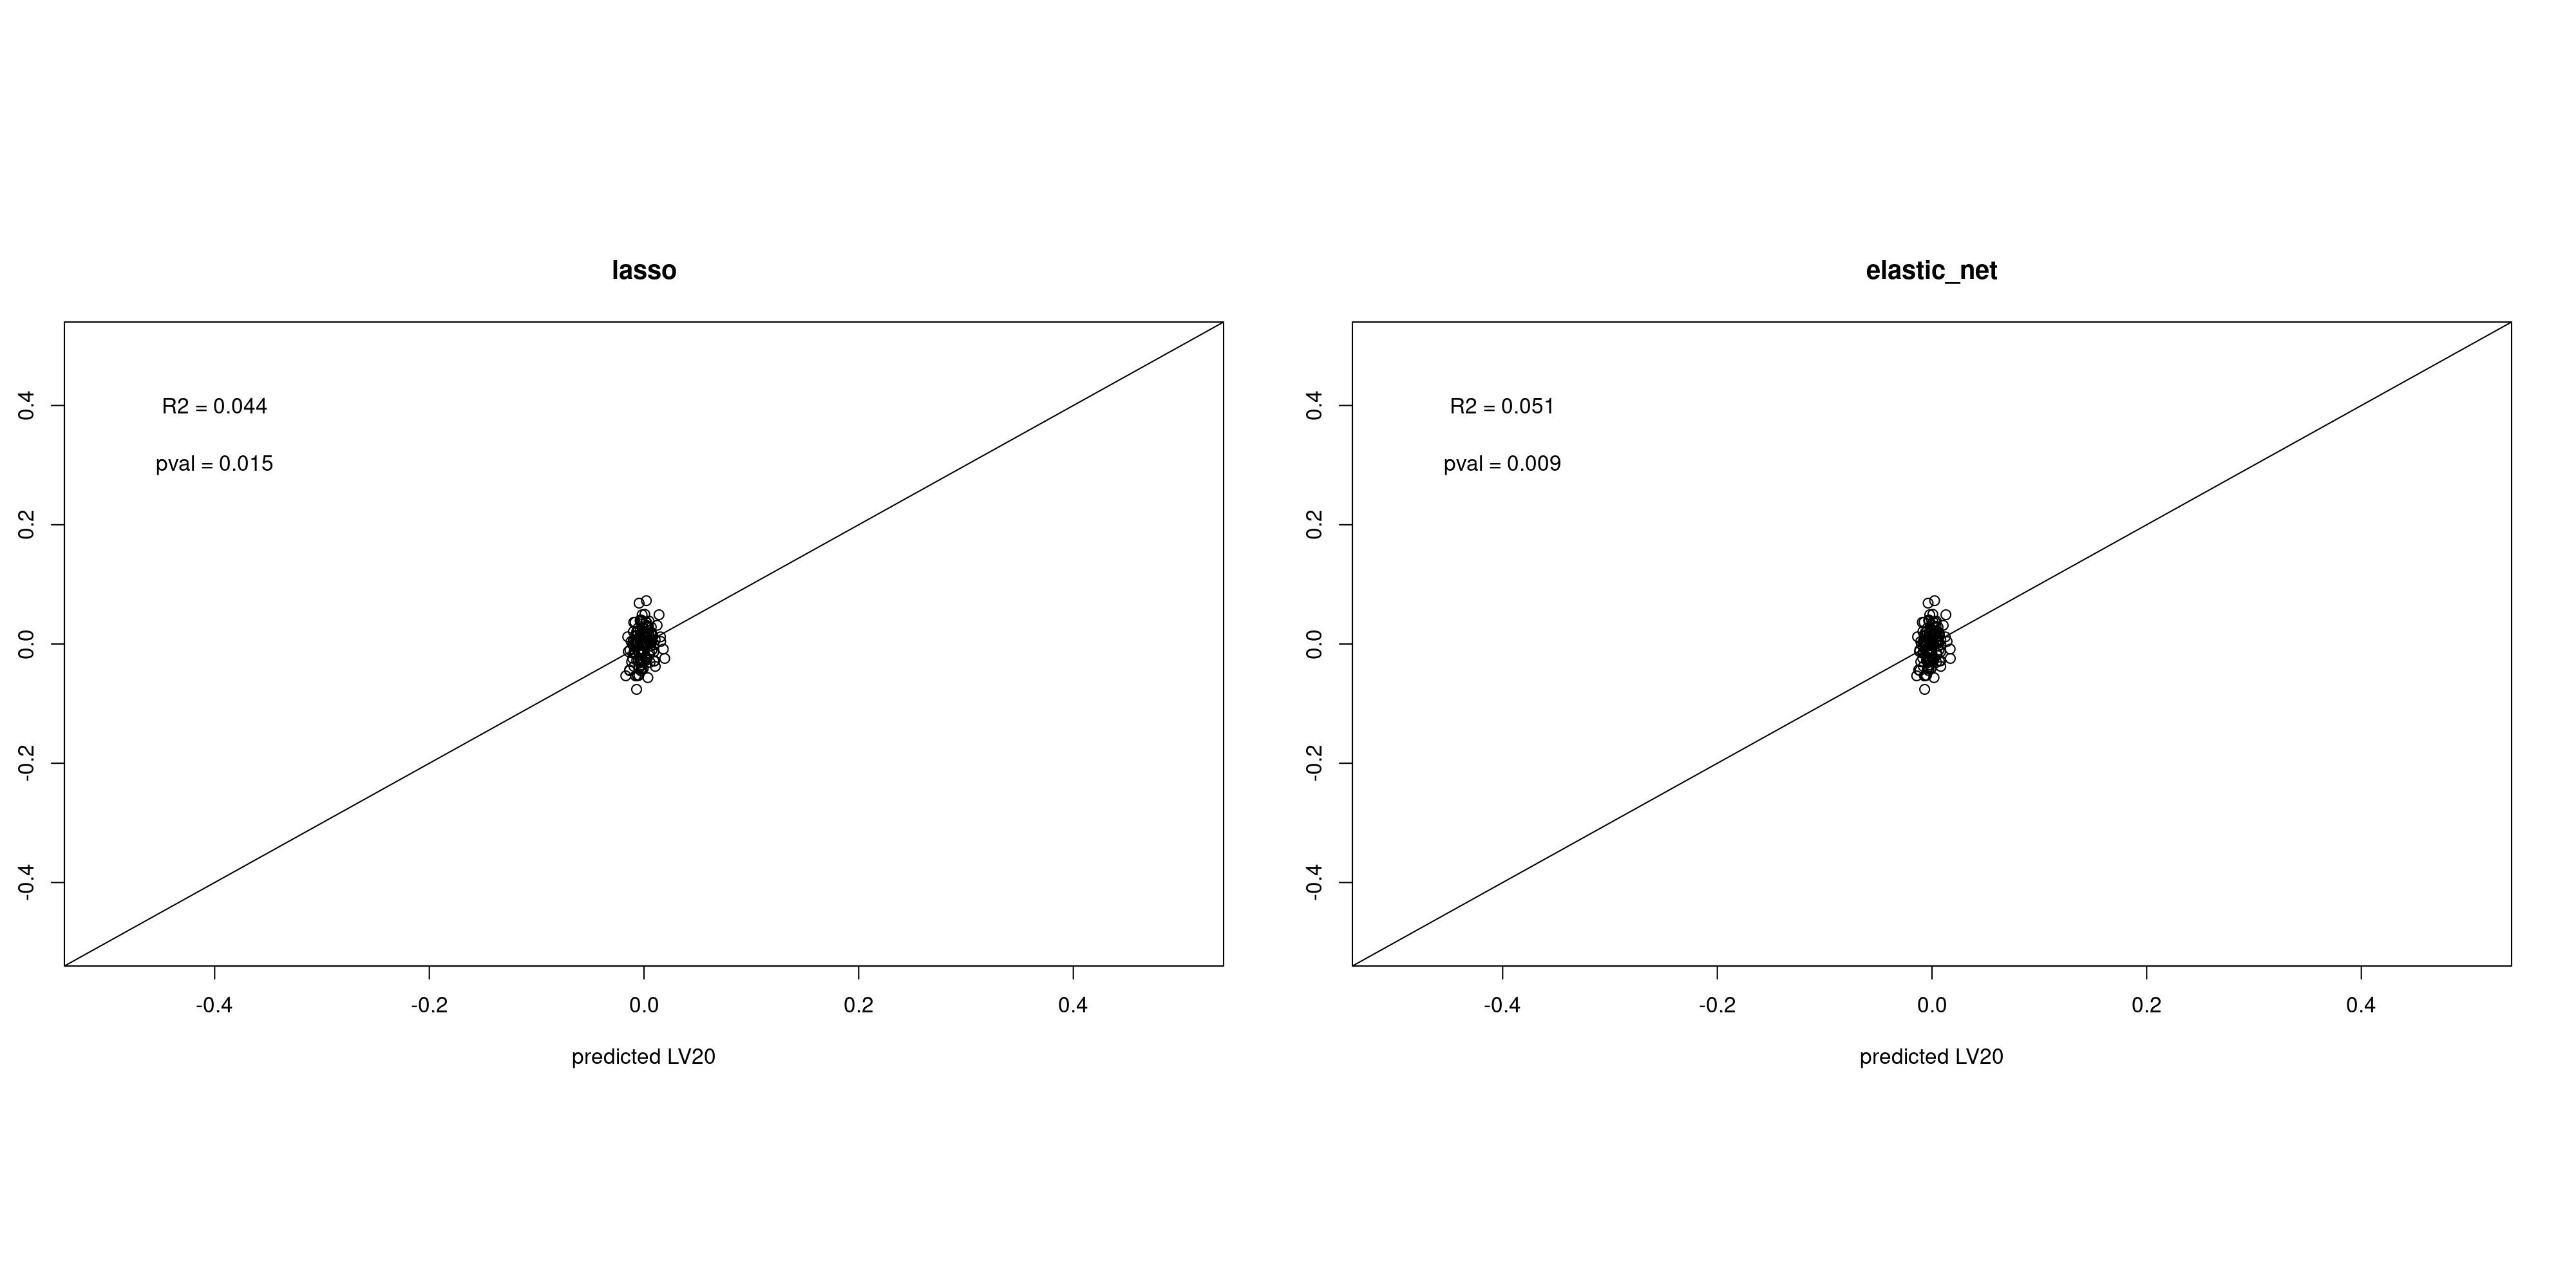 lasso
R2 = 0.044
pval = 0.015
0.4
0.2
0.0
-0.2
-0.4
-0.4 -0.2 0.0 0.2 0.4
predicted LV20
elastic_net
R2 = 0.051
pval = 0.009
0.4
0.2
0.0
-0.2
-0.4
-0.4 -0.2 0.0 0.2 0.4
predicted LV20